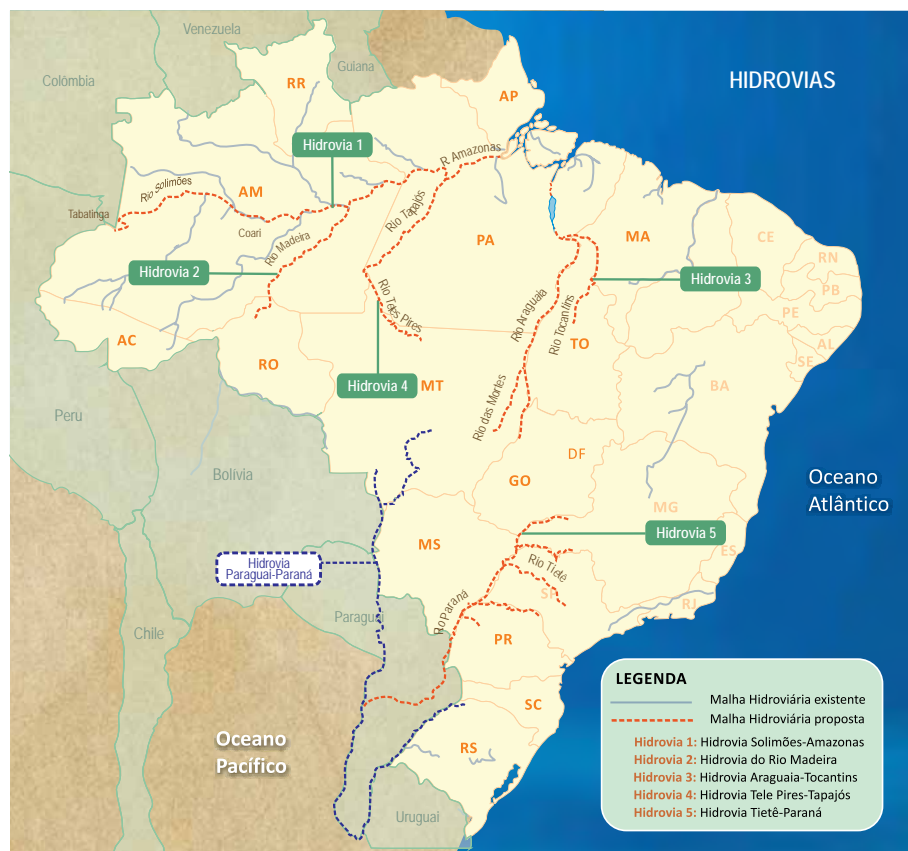 HIDROVIAS
Venezuela
Guiana
Colômbia
RR
AP
Hidrovia 1
R. Amazonas
Rio Solimões
AM
Rio Tapajós
Tabatinga
Coari
Rio Madeira
PA
MA
CE
RN
Hidrovia 2
Hidrovia 3
PB
Rio Teles Pires
Rio Araguaia
Rio Tocantins
PE
AC
TO
AL
RO
SE
Hidrovia 4
MT
BA
Peru
Rio das Mortes
DF
Bolívia
GO
Oceano
Atlântico
MG
Hidrovia 5
MS
ES
Hidrovia
Paraguai-Paraná
Rio Tietê
SP
RJ
Rio Paraná
Paraguai
Chile
PR
SC
RS
Oceano
Pacífico
Uruguai
LEGENDA
Malha Hidroviária existente
Malha Hidroviária proposta
Hidrovia 1: Hidrovia Solimões-Amazonas
Hidrovia 2: Hidrovia do Rio Madeira
Hidrovia 3: Hidrovia Araguaia-Tocantins
Hidrovia 4: Hidrovia Tele Pires-Tapajós
Hidrovia 5: Hidrovia Tietê-Paraná